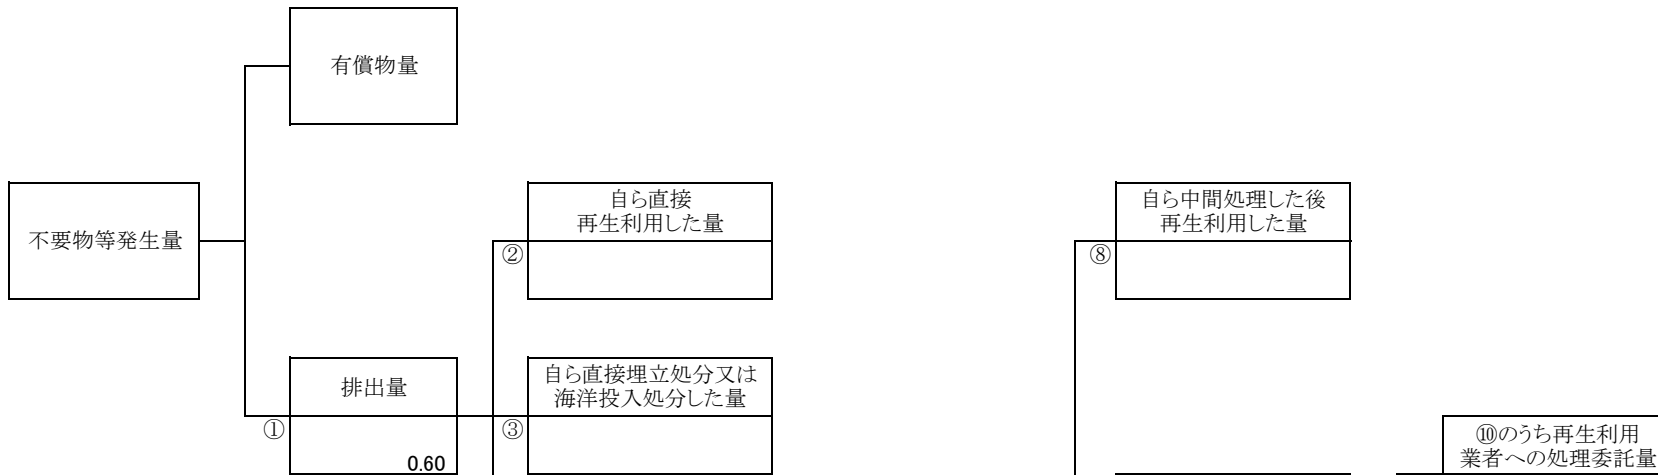 有償物量
不要物等発生量
自ら直接
再生利用した量
②
自ら中間処理した後
再生利用した量
⑧
排出量
①
0.60
自ら直接埋立処分又は
海洋投入処分した量
③
⑩のうち再生利用
業者への処理委託量